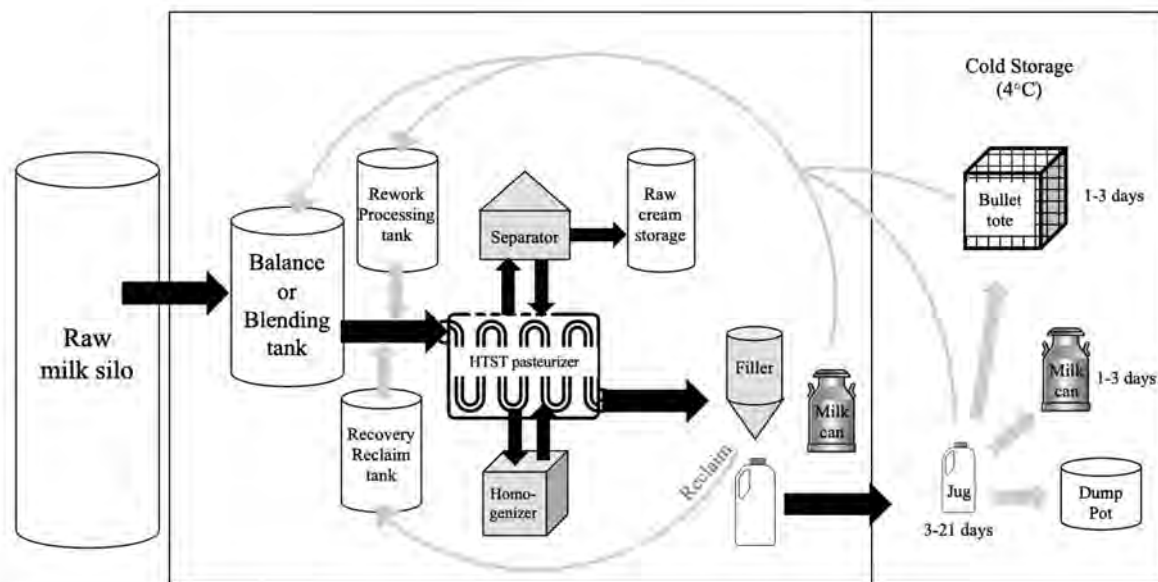 Raw
milk silo
Balance
or
Blending
tank
Rework
Processing
tank
Recovery
Reclaim
tank
Separator
Raw
cream
storage
HTST pasteurizer
Homo-
genizer
Filler
Milk
can
Reclaim
Cold Storage
(4°C)
Bullet
tote
1-3 days
Milk
can
1-3 days
Jug
3-21 days
Dump
Pot